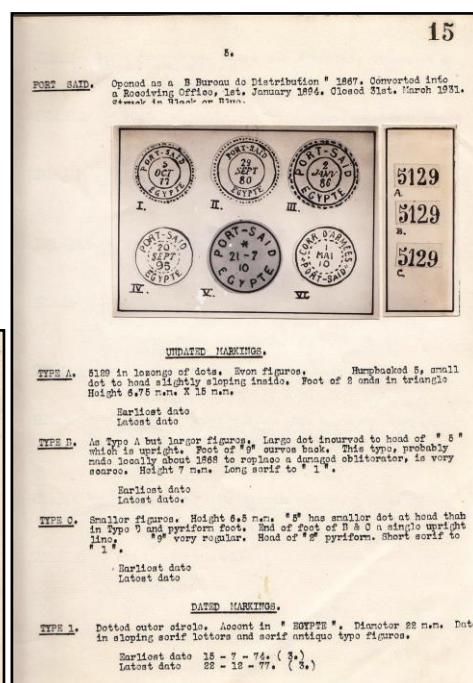 15
5.
PORT SAID. Opened as a B Bureau de Distribution " 1867. Converted into
a Receiving Office, 1st. January 1894. Closed 31st. March 1931.
Struck in Black or Blue.
PORT-SAID
5
OCT
77
EGYPTE
I.
PORT-SAID
29
SEPT
80
EGYPTE
II.
PORT-SAID
2
JANV
86
EGYPTE
III.
PORT-SAID
20
SEPT
95
EGYPTE
IV.
PORT-SAID
*
21-7
10
EGYPTE
V.
CORR. D'ARMÉES
1
MAI
10
PORT-SAID
VI.
5129
A.
5129
B.
5129
C.
UNDATED MARKINGS.
TYPE A. 5129 in lozenge of dots. Even figures. Humpbacked 5, small
dot to head slightly sloping inside. Foot of 2 ends in triangle
Height 6.75 m.m. X 15 m.m.
Earliest date
Latest date
TYPE B. As Type A but larger figures. Large dot incurved to head of " 5 "
which is upright. Foot of "9" curves back. This type, probably
made locally about 1868 to replace a damaged obliterator, is very
scarce. Height 7 m.m. Long serif to " 1 ".
Earliest date
Latest date.
TYPE C. Smaller figures. Height 6.5 m.m. "5" has smaller dot at head than
in Type B and pyriform foot. End of foot of B & C a single upright
line. "9" very regular. Head of "2" pyriform. Short serif to
" 1 ".
Earliest date
Latest date
DATED MARKINGS.
TYPE 1. Dotted outer circle. Accent in " EGYPTE ". Diameter 22 m.m. Date
in sloping serif letters and serif antique type figures.
Earliest date 15 - 7 - 74. ( 3.)
Latest date 22 - 12 - 77. ( 3.)